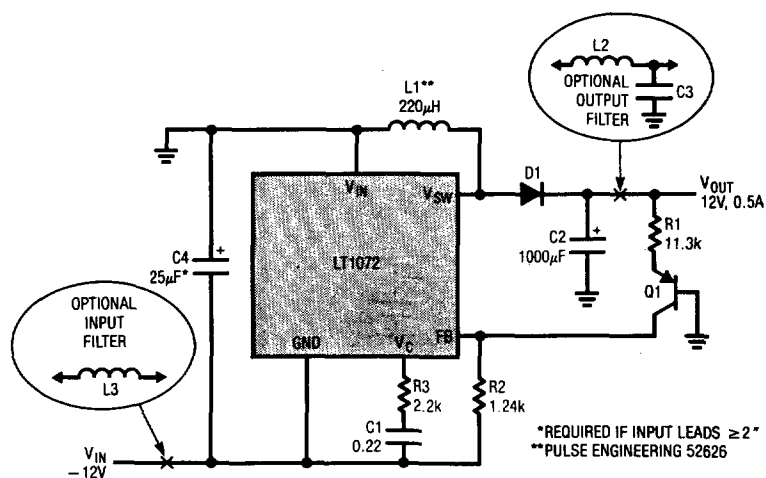 L2
OPTIONAL
OUTPUT
FILTER
C3
L1**
220μH
VIN
VSW
D1
VOUT
12V, 0.5A
C4
25μF*
+
LT1072
C2
1000μF
+
R1
11.3k
Q1
OPTIONAL
INPUT
FILTER
L3
GND
VC
FB
R3
2.2k
R2
1.24k
C1
0.22
VIN
−12V
*REQUIRED IF INPUT LEADS ≥2"
**PULSE ENGINEERING 52626